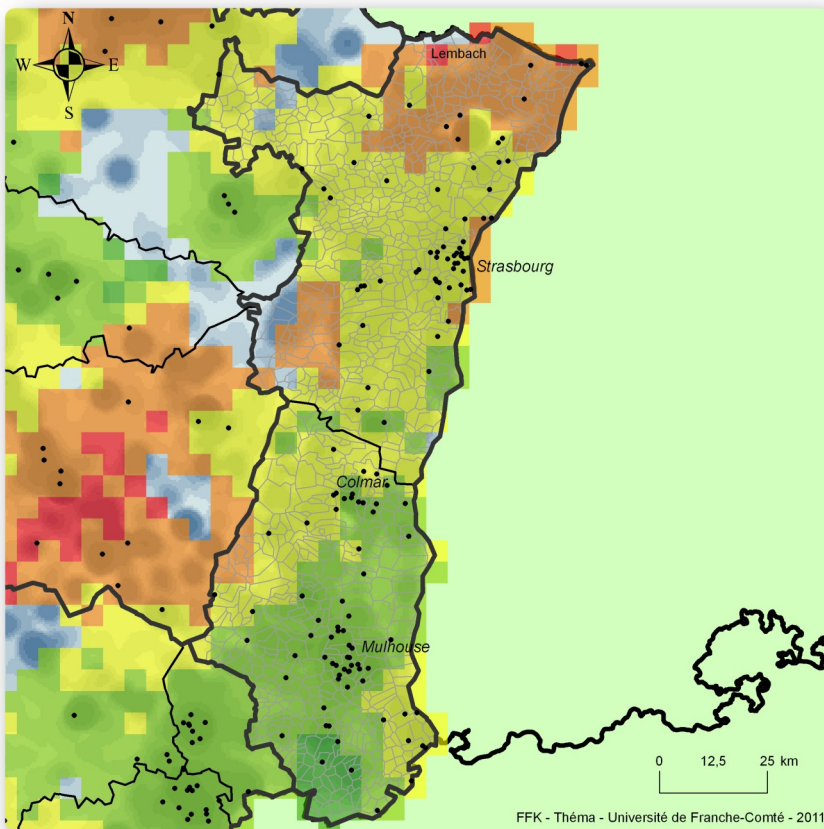 N
W E
S
Lembach
Strasbourg
Colmar
Mulhouse
0 12,5 25 km
FFK - Théma - Université de Franche-Comté - 2011